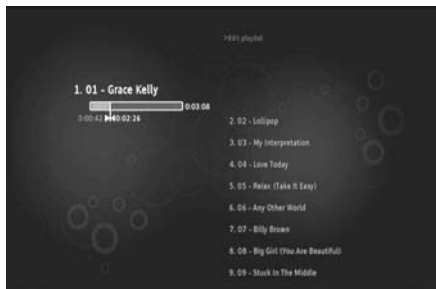 Edit playlist
1. 01 - Grace Kelly
0:03:08
0:00:42 0:02:26
2. 02 - Lollipop
3. 03 - My Interpretation
4. 04 - Love Today
5. 05 - Relax (Take It Easy)
6. 06 - Any Other World
7. 07 - Billy Brown
8. 08 - Big Girl (You Are Beautiful)
9. 09 - Stuck In The Middle